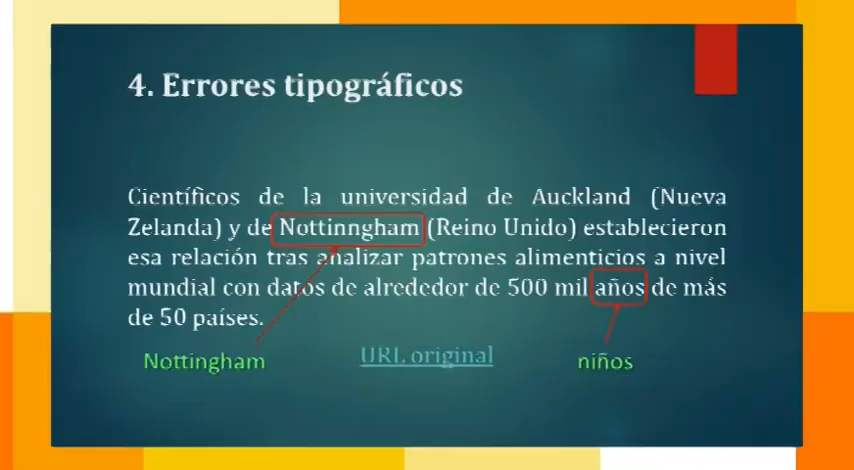 4. Errores tipográficos
Científicos de la universidad de Auckland (Nueva
Zelanda) y de Nottinngham (Reino Unido) establecieron
esa relación tras analizar patrones alimenticios a nivel
mundial con datos de alrededor de 500 mil años de más
de 50 países.
Nottingham URL original niños